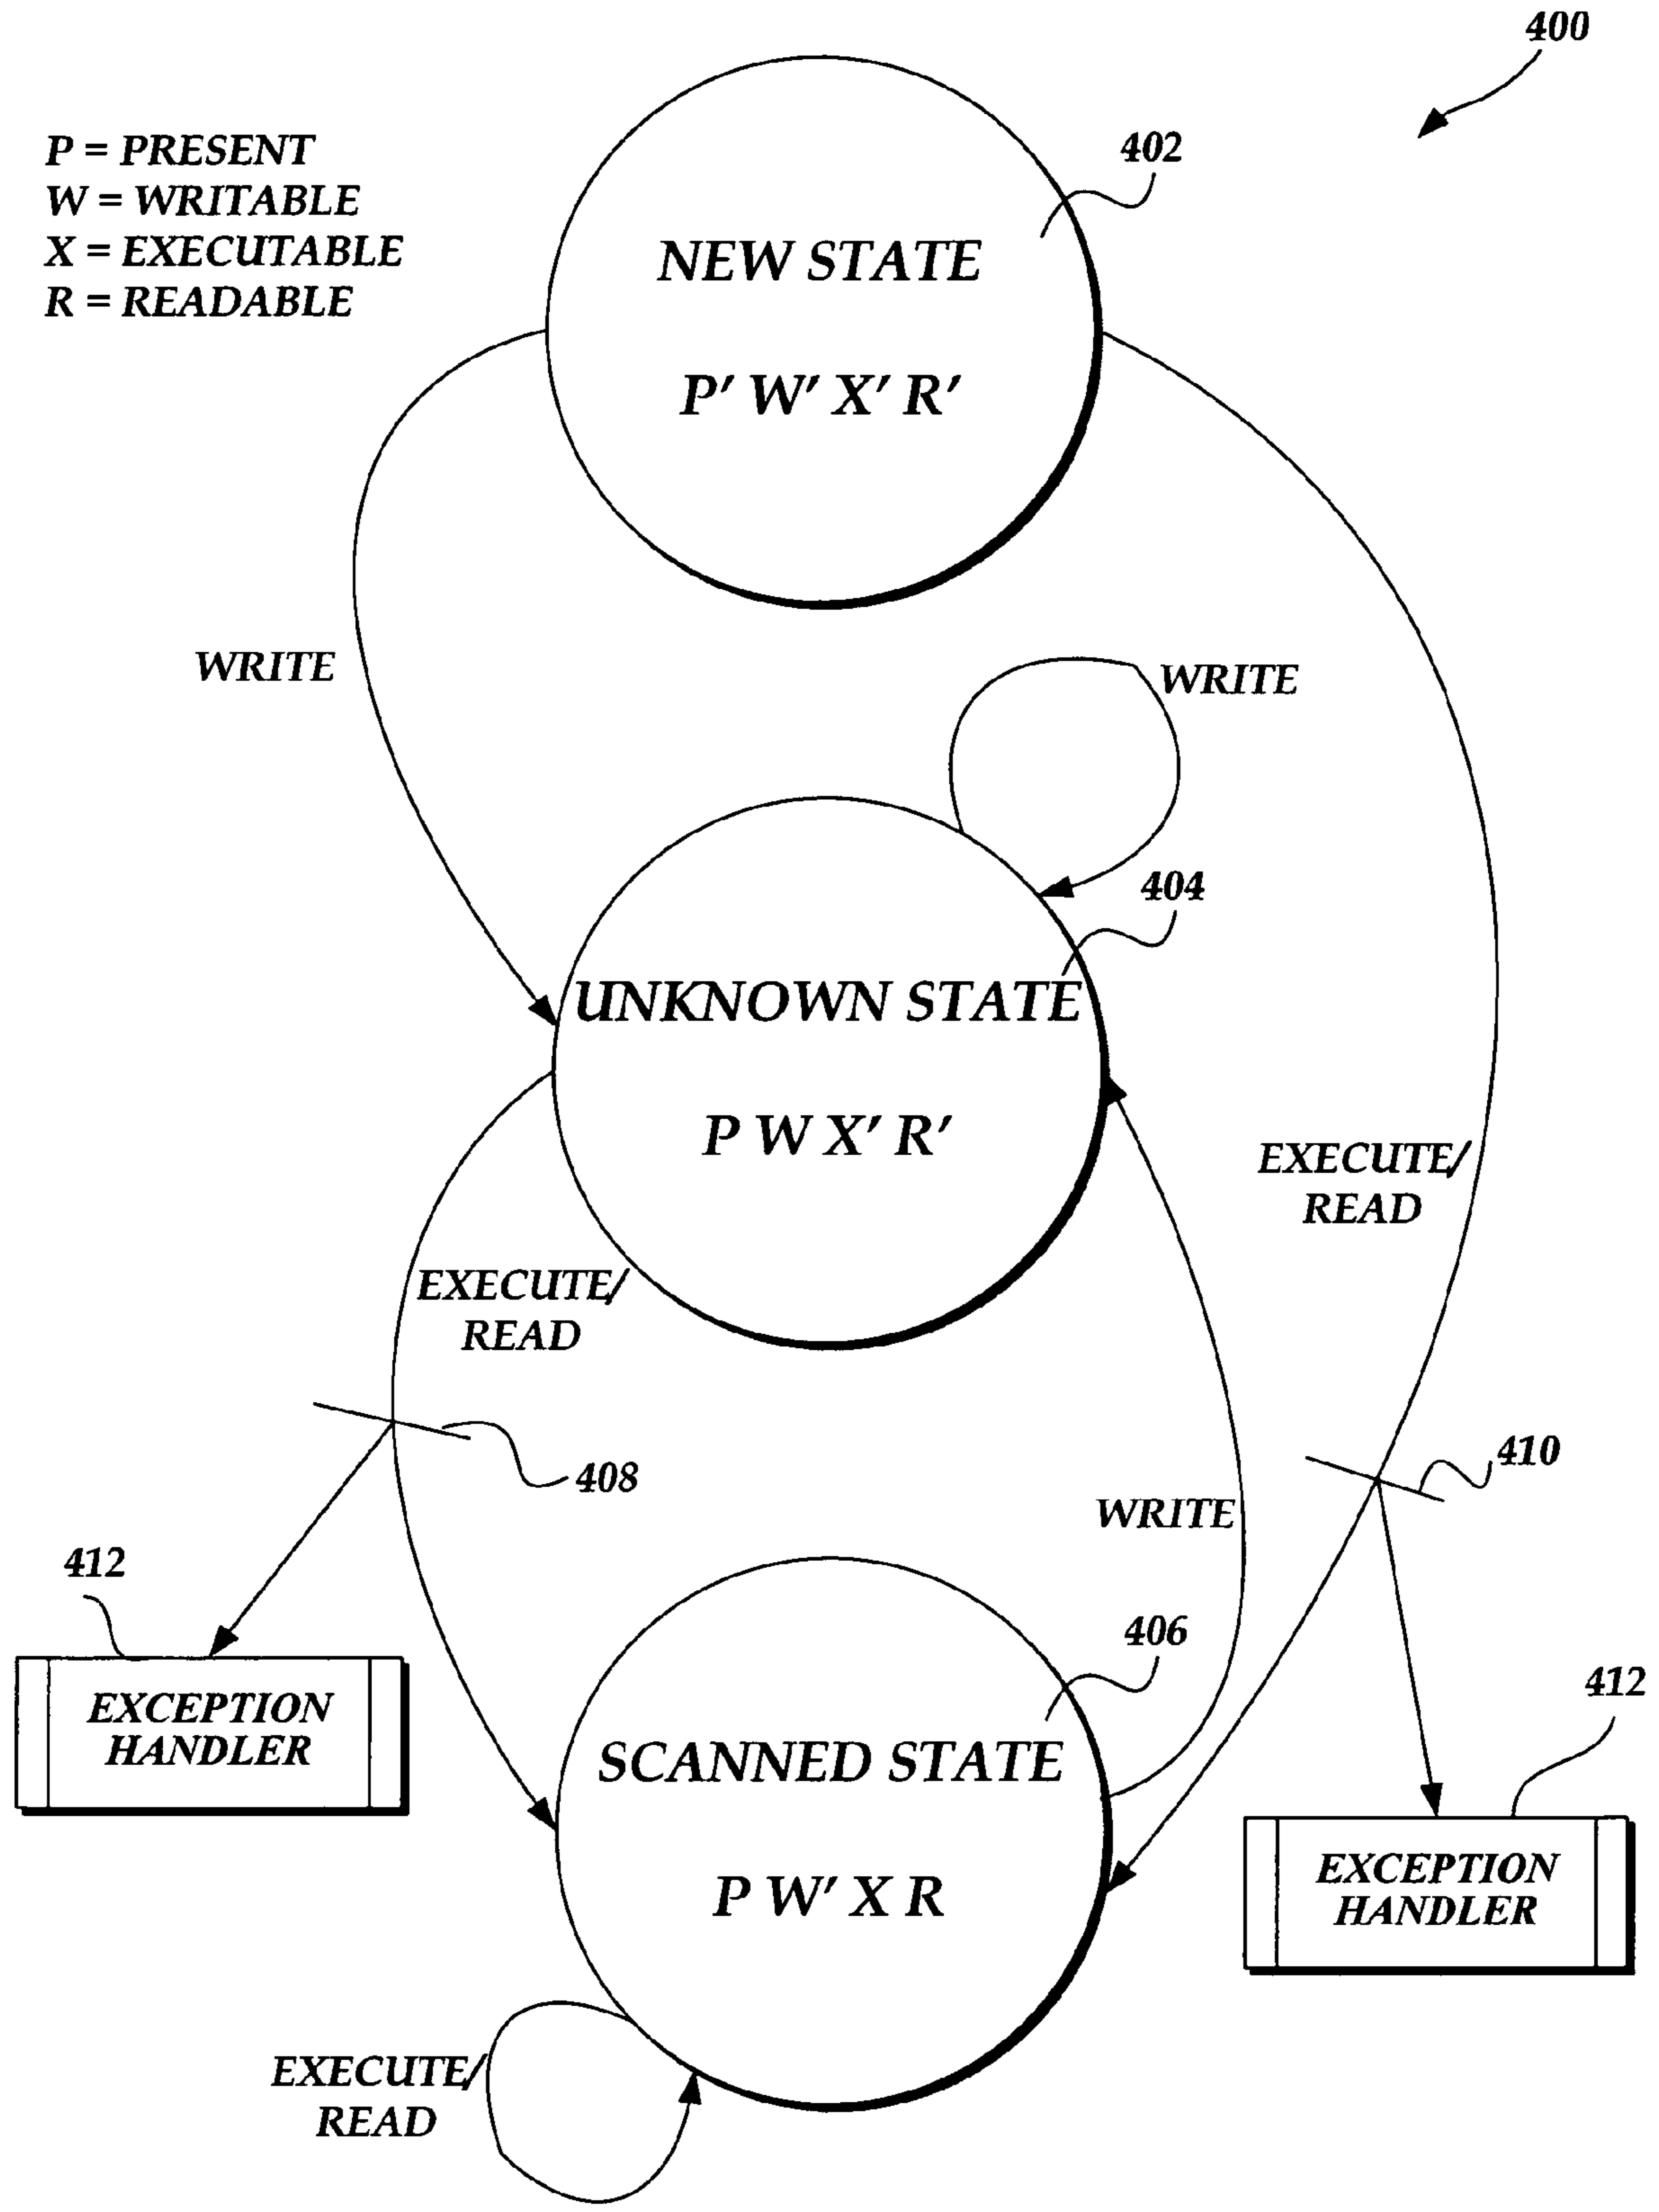 400
P = PRESENT
W = WRITABLE
X = EXECUTABLE
R = READABLE
402
NEW STATE
P' W' X' R'
WRITE
WRITE
404
UNKNOWN STATE
P W X' R'
EXECUTE/
READ
EXECUTE/
READ
408
410
WRITE
412
406
EXCEPTION
HANDLER
SCANNED STATE
P W' X R
412
EXCEPTION
HANDLER
EXECUTE/
READ